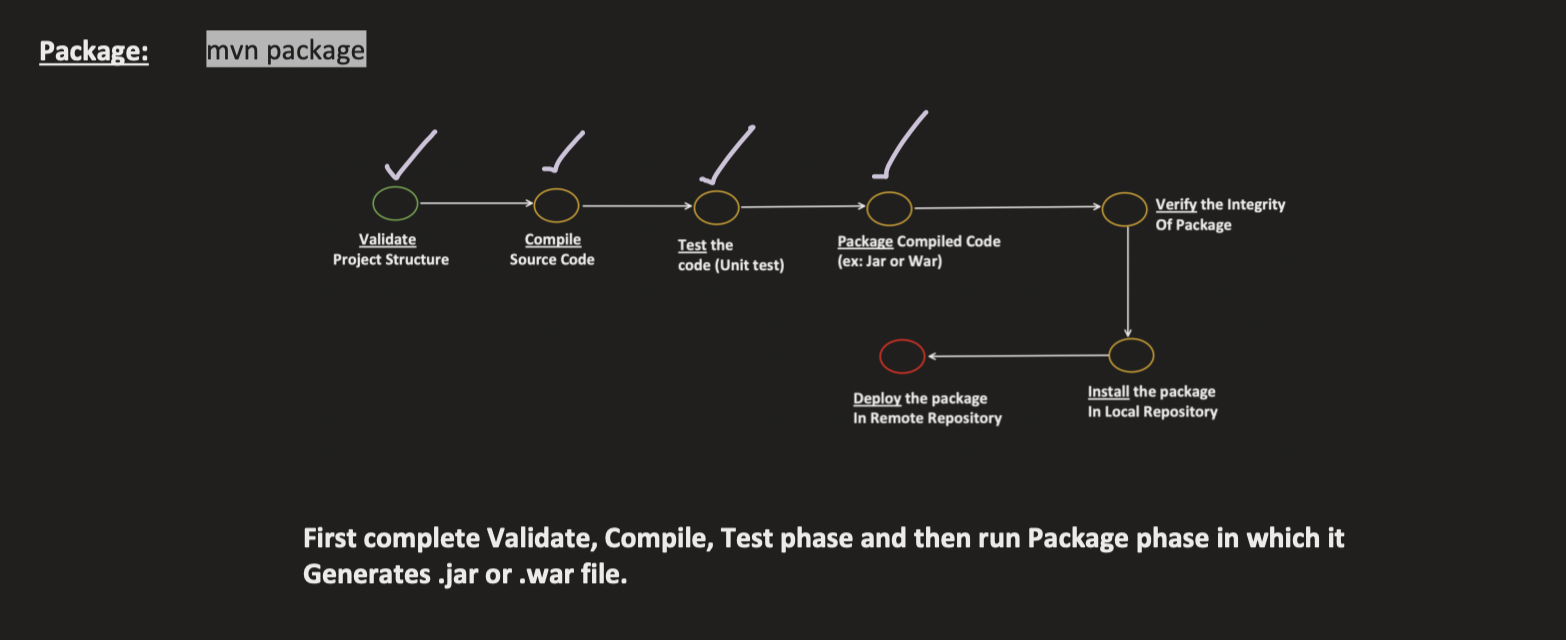 Package: mvn package
Validate
Project Structure
Compile
Source Code
Test the
code (Unit test)
Package Compiled Code
(ex: Jar or War)
Verify the Integrity
Of Package
Deploy the package
In Remote Repository
Install the package
In Local Repository
First complete Validate, Compile, Test phase and then run Package phase in which it
Generates .jar or .war file.